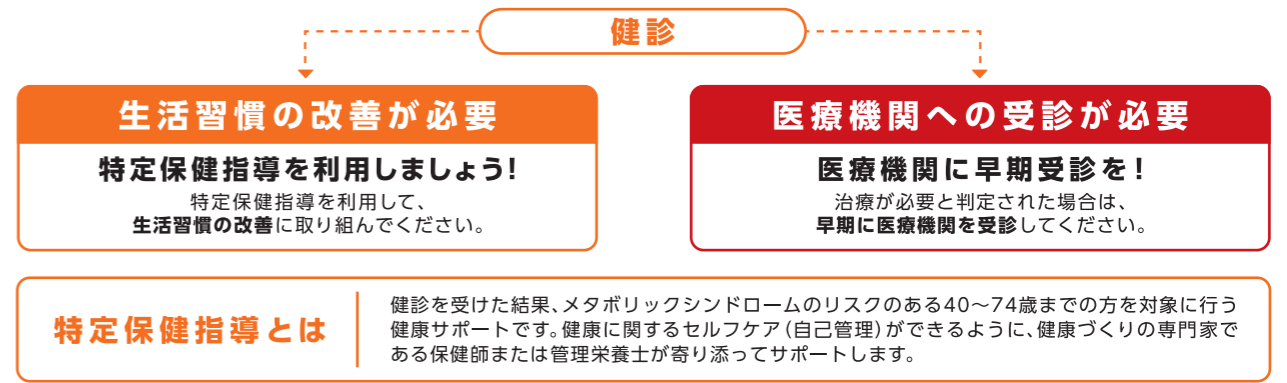 健診
生活習慣の改善が必要
特定保健指導を利用しましょう!
特定保健指導を利用して、
生活習慣の改善に取り組んでください。
医療機関への受診が必要
医療機関に早期受診を!
治療が必要と判定された場合は、
早期に医療機関を受診してください。
特定保健指導とは
健診を受けた結果、メタボリックシンドロームのリスクのある40〜74歳までの方を対象に行う
健康サポートです。健康に関するセルフケア(自己管理)ができるように、健康づくりの専門家で
ある保健師または管理栄養士が寄り添ってサポートします。